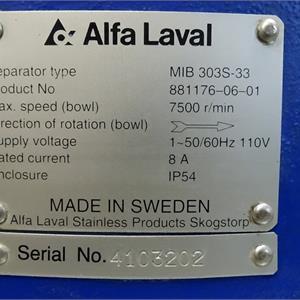 Alfa Laval
eparator type MIB 303S-33
oduct No 881176-06-01
ax. speed (bowl) 7500 r/min
rection of rotation (bowl)
upply voltage 1~50/60Hz 110V
ated current 8 A
nclosure IP54
MADE IN SWEDEN
Alfa Laval Stainless Products Skogstorp
Serial No. 4103202